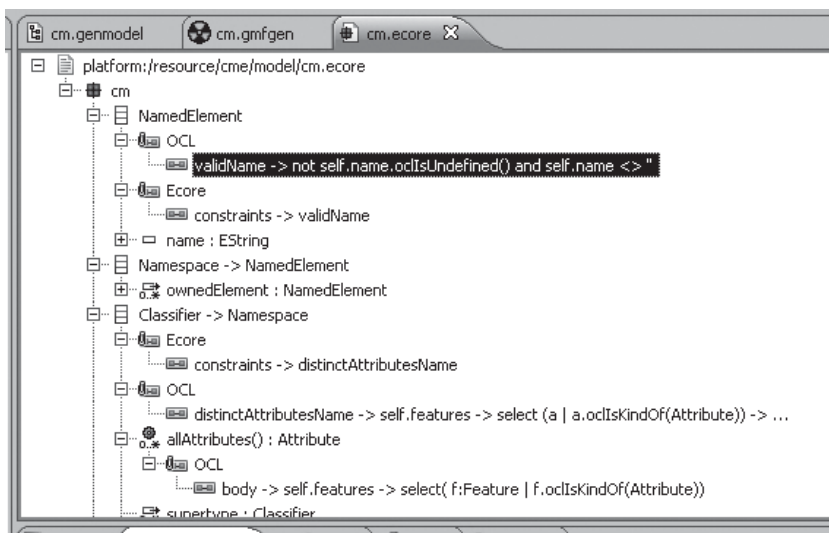 cm.genmodel cm.gmfgen cm.ecore
platform:/resource/cme/model/cm.ecore
cm
NamedElement
OCL
validName -> not self.name.oclIsUndefined() and self.name <> ''
Ecore
constraints -> validName
name : EString
Namespace -> NamedElement
0..* ownedElement : NamedElement
Classifier -> Namespace
Ecore
constraints -> distinctAttributesName
OCL
distinctAttributesName -> self.features -> select (a | a.oclIsKindOf(Attribute)) -> ...
0..* allAttributes() : Attribute
OCL
body -> self.features -> select( f:Feature | f.oclIsKindOf(Attribute))
supertype : Classifier